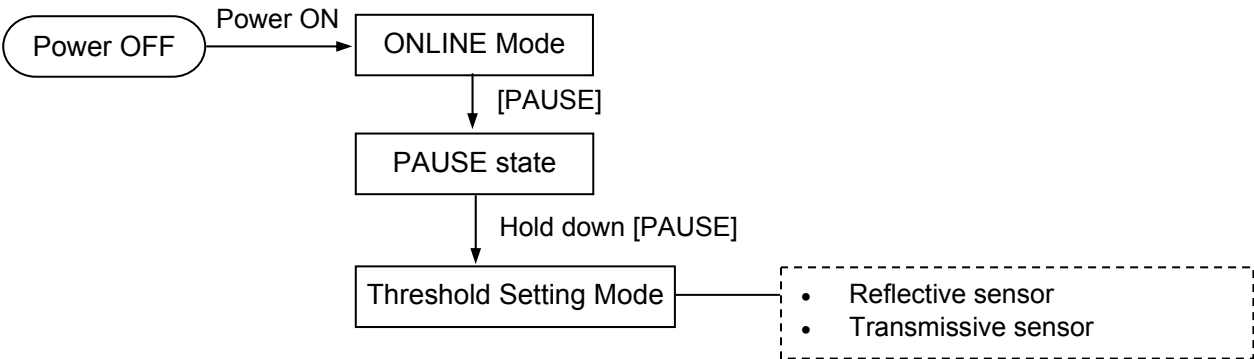 Power OFF
Power ON
ONLINE Mode
[PAUSE]
PAUSE state
Hold down [PAUSE]
Threshold Setting Mode
• Reflective sensor
• Transmissive sensor